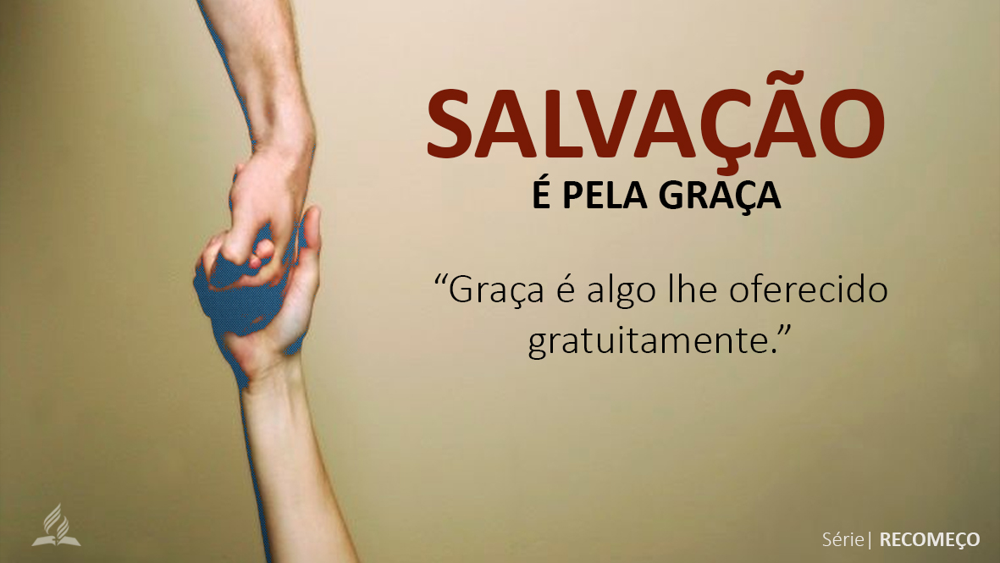 SALVAÇÃO
É PELA GRAÇA
“Graça é algo lhe oferecido
gratuitamente.”
Série| RECOMEÇO